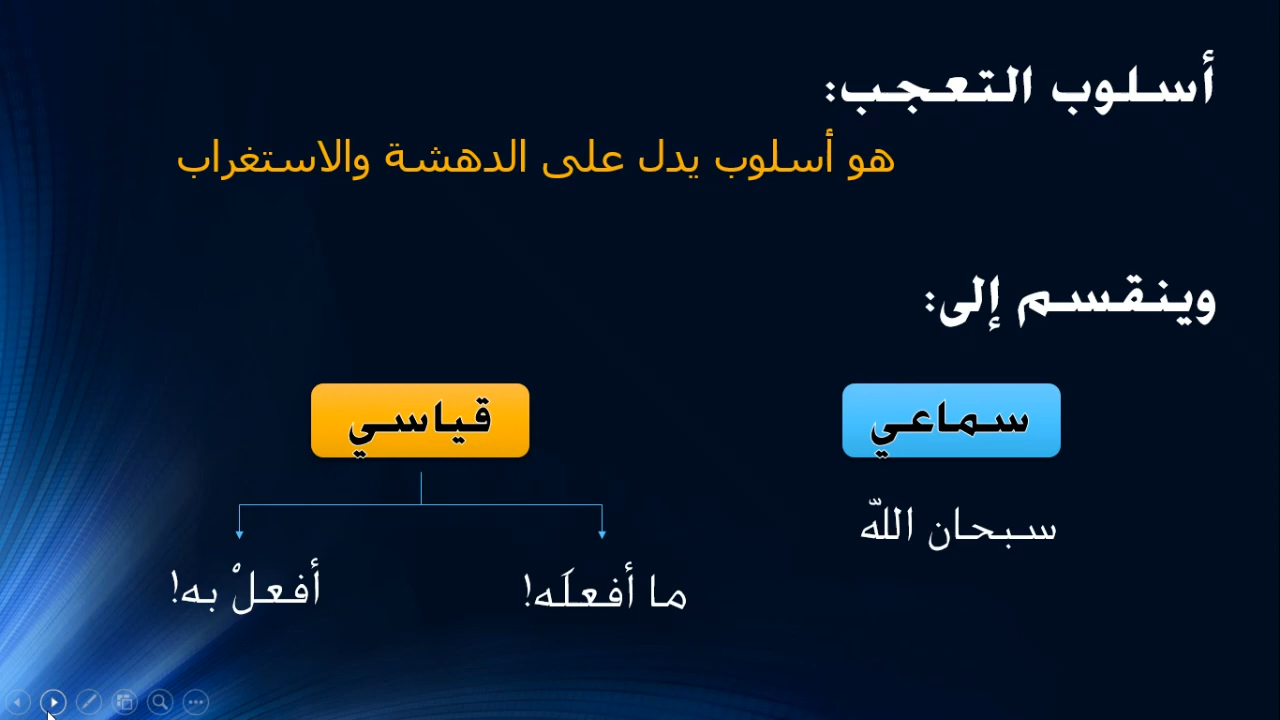 أسلوب التعجب:
هو أسلوب يدل على الدهشة والاستغراب
وينقسم إلى:
سماعي
قياسي
سبحان اللّه
ما أفعلَه!
أفعلْ به!